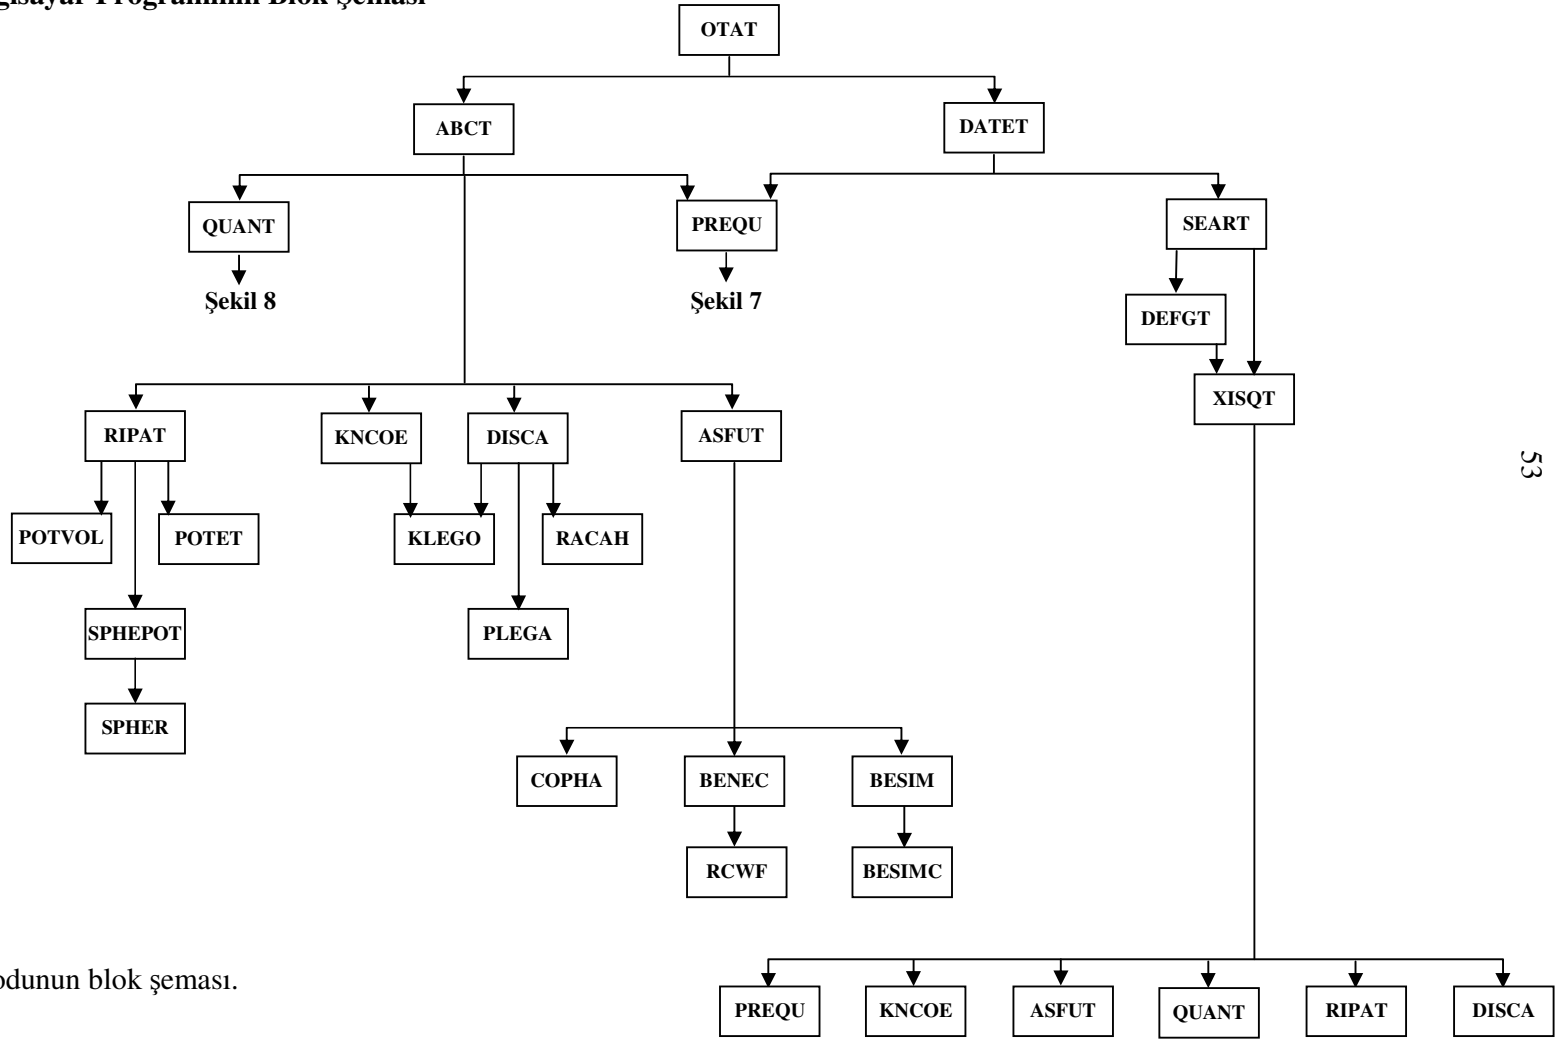 Programının Blok Şeması
OTAT
ABCT
DATET
QUANT
PREQU
SEART
Şekil 8
Şekil 7
DEFGT
XISQT
RIPAT
KNCOE
DISCA
ASFUT
53
POTVOL
POTET
KLEGO
RACAH
SPHEPOT
PLEGA
SPHER
COPHA
BENEC
BESIM
RCWF
BESIMC
odunun blok şeması.
PREQU
KNCOE
ASFUT
QUANT
RIPAT
DISCA